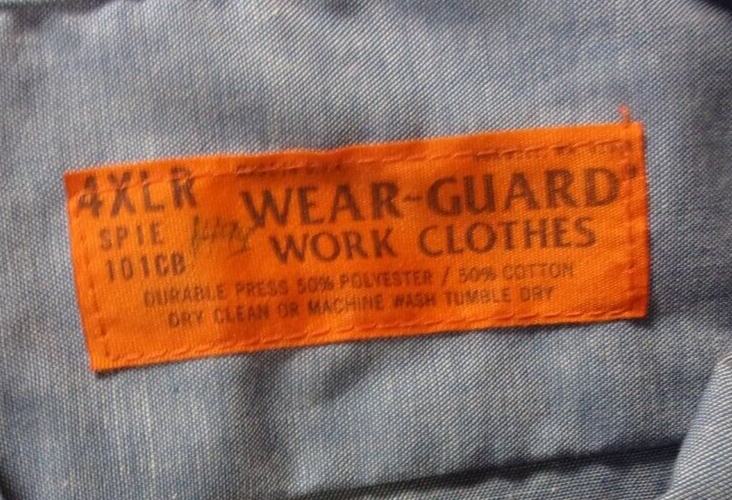 4XLR WEAR-GUARD®
SPIE WORK CLOTHES
101CB
DURABLE PRESS 50% POLYESTER / 50% COTTON
DRY CLEAN OR MACHINE WASH TUMBLE DRY